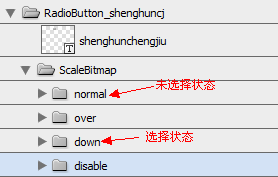 RadioButton_shenghuncj
T
shenghunchengjiu
ScaleBitmap
normal 未选择状态
over
down 选择状态
disable